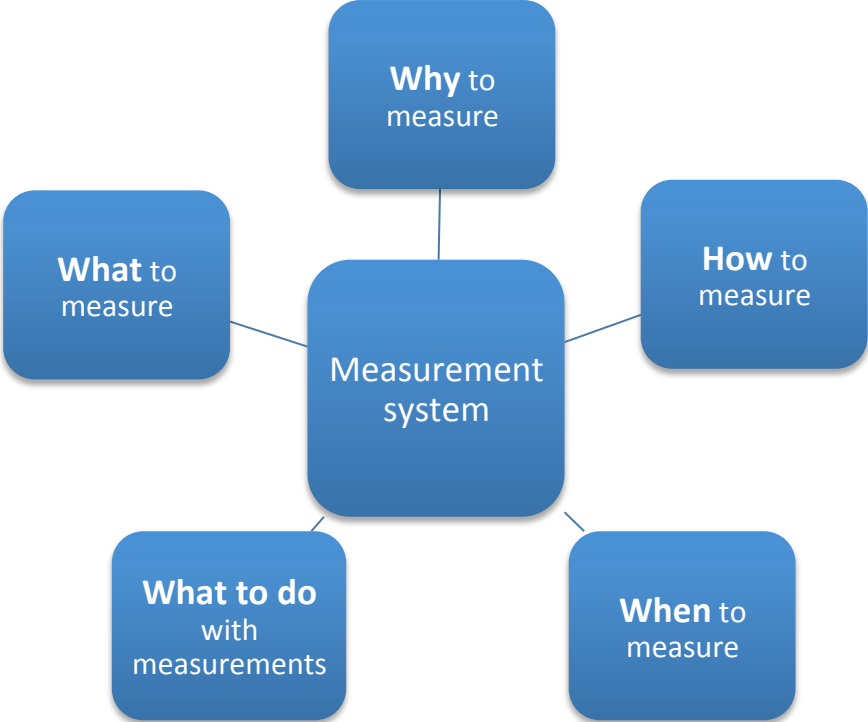 Why to
measure
What to
measure
How to
measure
Measurement
system
What to do
with
measurements
When to
measure